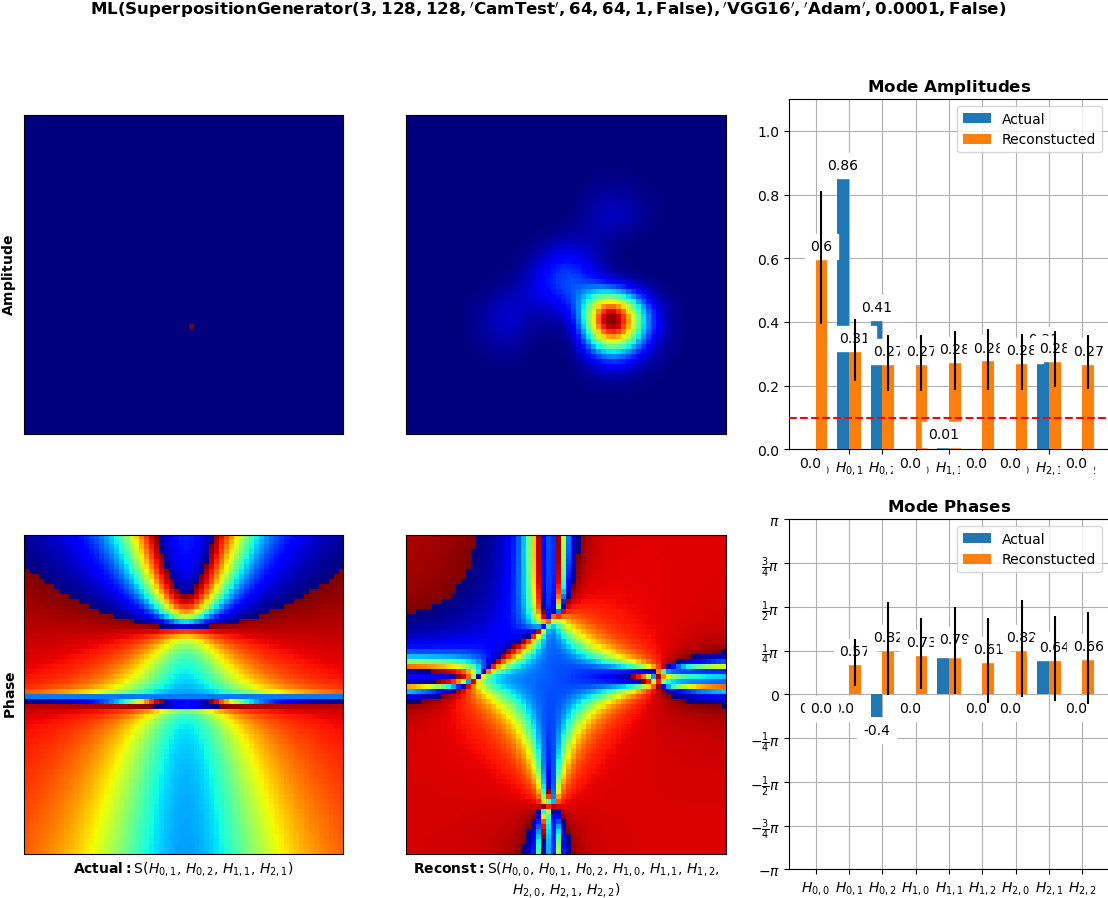 ML(SuperpositionGenerator(3, 128, 128, 'CamTest', 64, 64, 1, False), 'VGG16', 'Adam', 0.0001, False)
Amplitude
Mode Amplitudes
Actual
Reconstucted
1.0
0.8
0.6
0.4
0.2
0.0
0.86
0.6
0.41
0.31
0.27
0.27
0.28
0.28
0.28
0.28
0.27
0.01
0.0
0.0
0.0
0.0
0.0
H0,1
Phase
Mode Phases
Actual
Reconstucted
π
3/4π
1/2π
1/4π
0
−1/4π
−1/2π
−3/4π
−π
0.57
0.82
0.73
0.79
0.61
0.82
0.64
0.66
0.0
0.0
0.0
0.0
0.0
-0.4
H0,0 H0,1 H0,2 H1,0 H1,1 H1,2 H2,0 H2,1 H2,2
Actual: S(H0,1, H0,2, H1,1, H2,1)
Reconst: S(H0,0, H0,1, H0,2, H1,0, H1,1, H1,2,
H2,0, H2,1, H2,2)